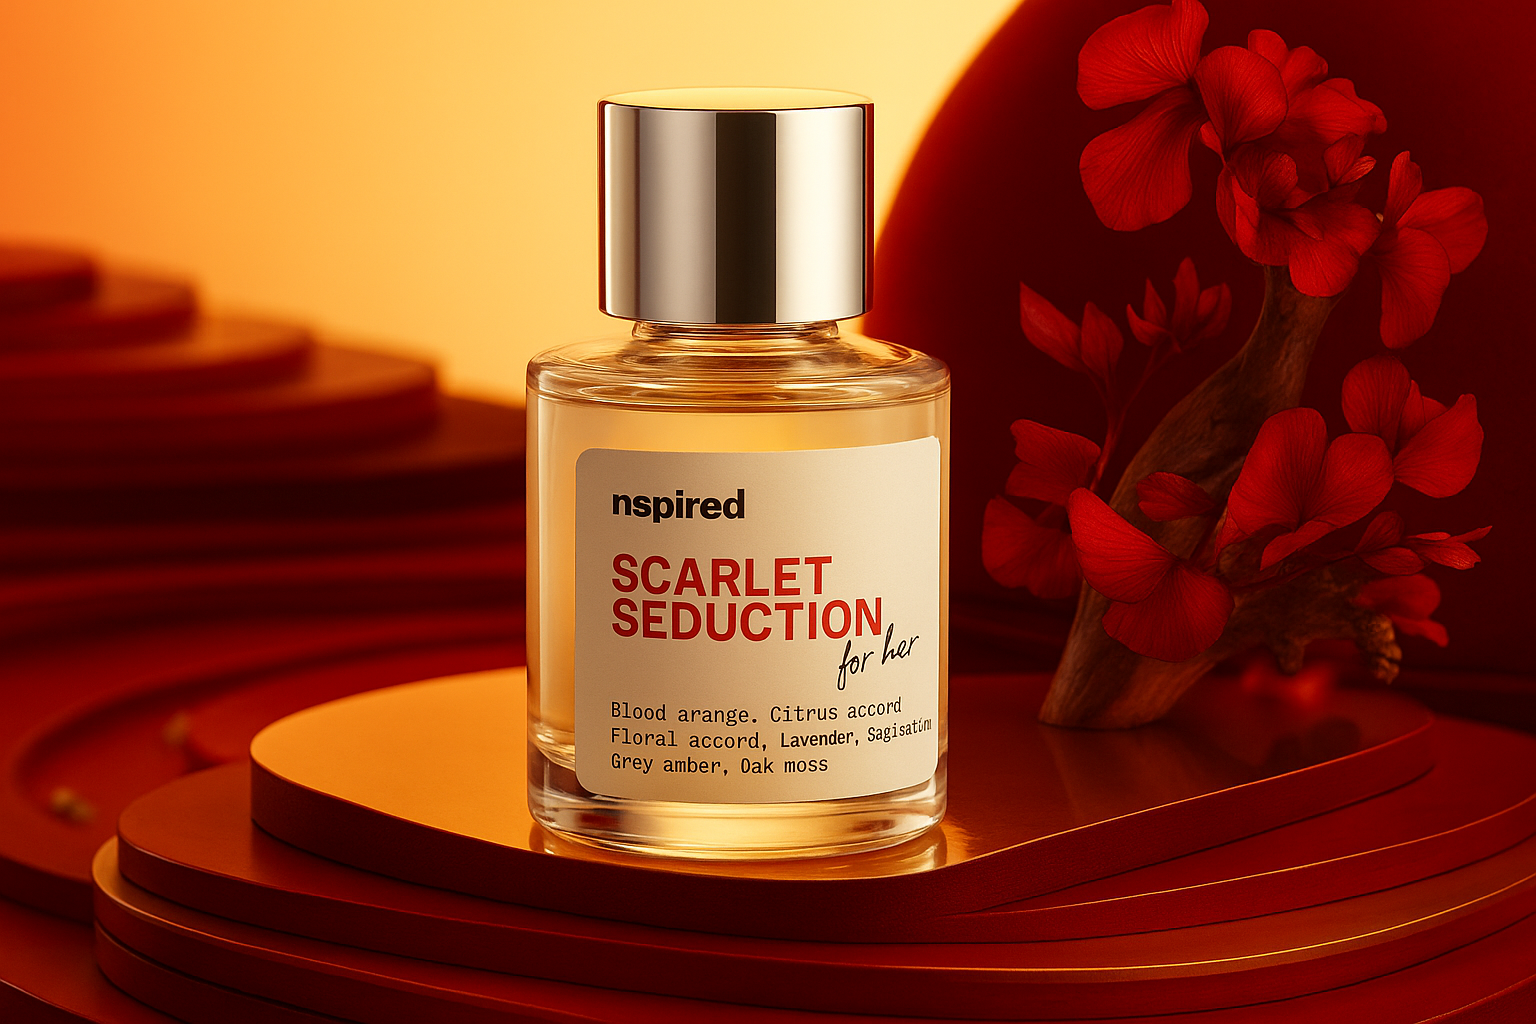 nspired
SCARLET
SEDUCTION
for her
Blood arange. Citrus accord
Floral accord, Lavender,
Grey amber, Oak moss